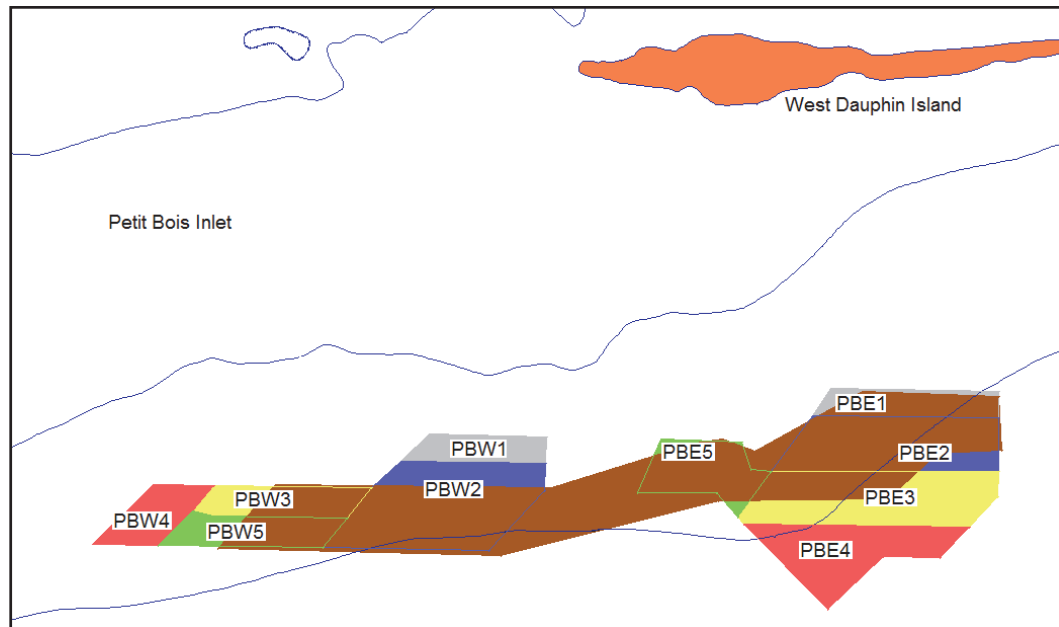 West Dauphin Island
Petit Bois Inlet
PBE1
PBW1
PBE5
PBE2
PBW2
PBW3
PBE3
PBW4
PBW5
PBE4